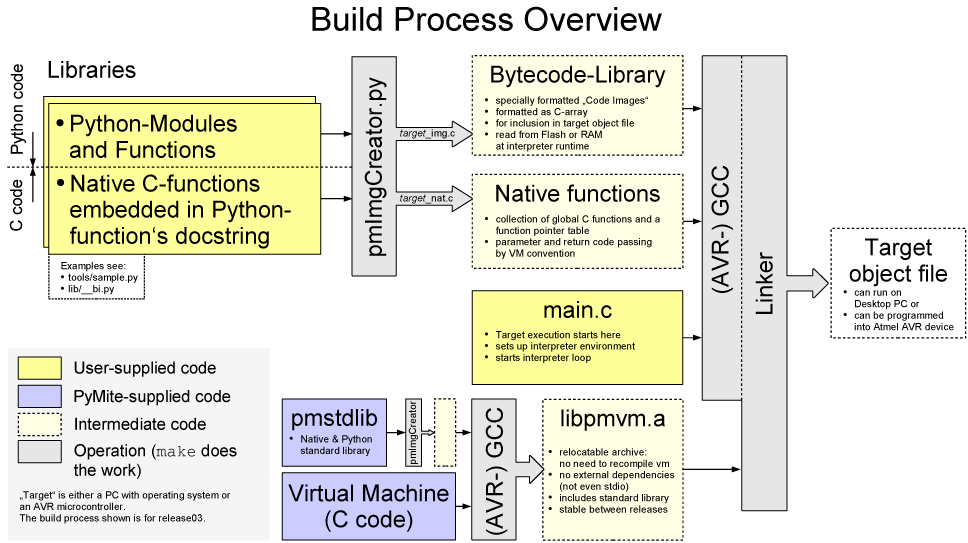 Build Process Overview
Python code
C code
Libraries
• Python-Modules
and Functions
• Native C-functions
embedded in Python-
function‘s docstring
Examples see:
• tools/sample.py
• lib/__bi.py
pmImgCreator.py
target_img.c
target_nat.c
Bytecode-Library
• specially formatted „Code Images“
• formatted as C-array
• for inclusion in target object file
• read from Flash or RAM
at interpreter runtime
Native functions
• collection of global C functions and a
function pointer table
• parameter and return code passing
by VM convention
main.c
• Target execution starts here
• sets up interpreter environment
• starts interpreter loop
(AVR-) GCC
Linker
Target
object file
• can run on
Desktop PC or
• can be programmed
into Atmel AVR device
User-supplied code
PyMite-supplied code
Intermediate code
Operation (make does
the work)
„Target“ is either a PC with operating system or
an AVR microcontroller.
The build process shown is for release03.
pmstdlib
• Native & Python
standard library
pmImgCreator
Virtual Machine
(C code)
(AVR-) GCC
libpmvm.a
• relocatable archive:
no need to recompile vm
• no external dependencies
(not even stdio)
• includes standard library
• stable between releases